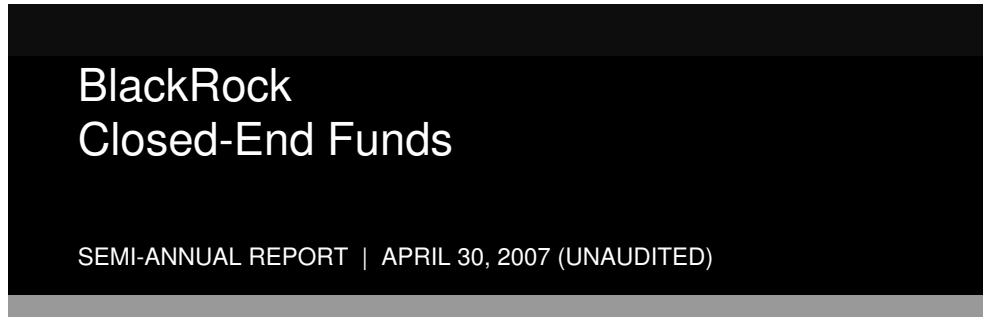 BlackRock
Closed-End Funds
SEMI-ANNUAL REPORT | APRIL 30, 2007 (UNAUDITED)